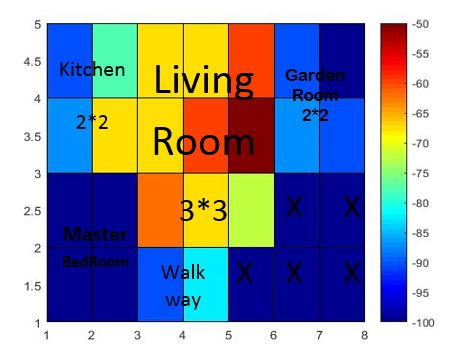 5
4.5
4
3.5
3
2.5
2
1.5
1
1 2 3 4 5 6 7 8
Kitchen
2*2
Living
Room
3*3
Garden
Room
2*2
Master
BedRoom
Walk
way
X X
X X X
-50
-55
-60
-65
-70
-75
-80
-85
-90
-95
-100